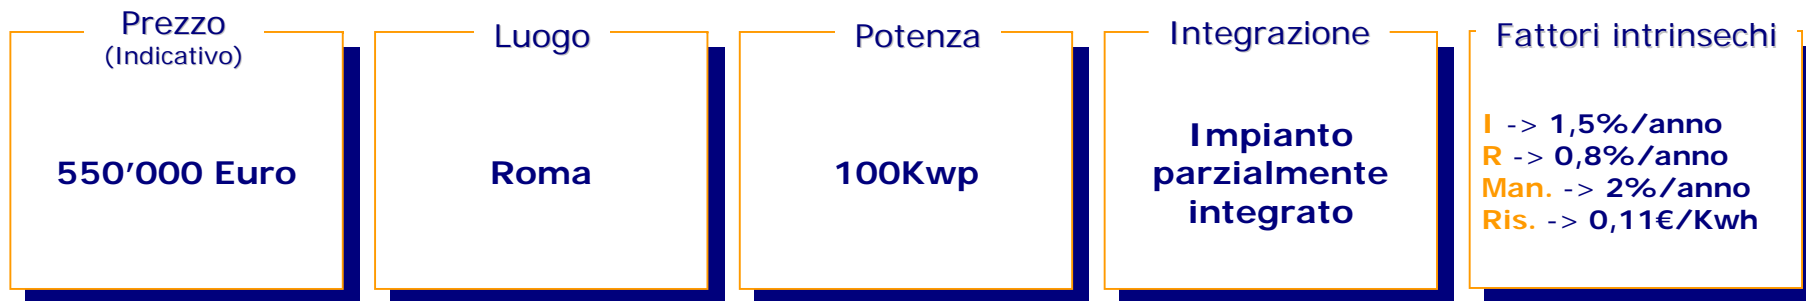 Prezzo
(Indicativo)
550’000 Euro
Luogo
Roma
Potenza
100Kwp
Integrazione
Impianto
parzialmente
integrato
Fattori intrinsechi
I -> 1,5%/anno
R -> 0,8%/anno
Man. -> 2%/anno
Ris. -> 0,11€/Kwh